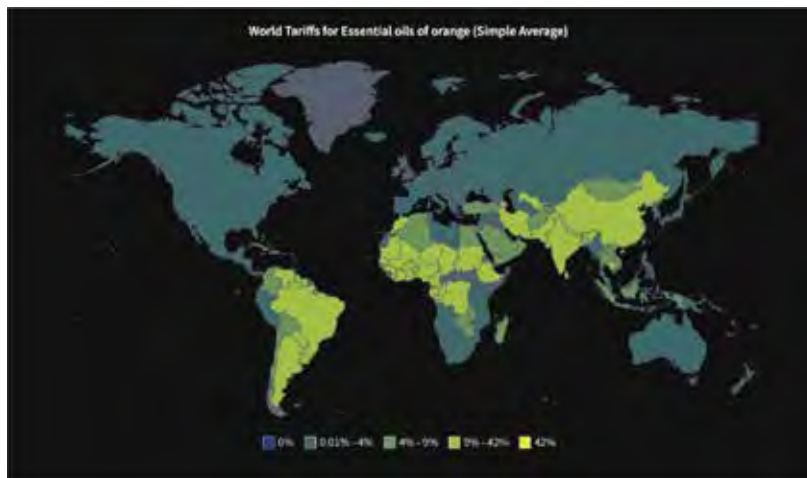 World Tariffs for Essential oils of orange (Simple Average)
0% 0.01% - 4% 4% - 9% 9% - 42% 42%